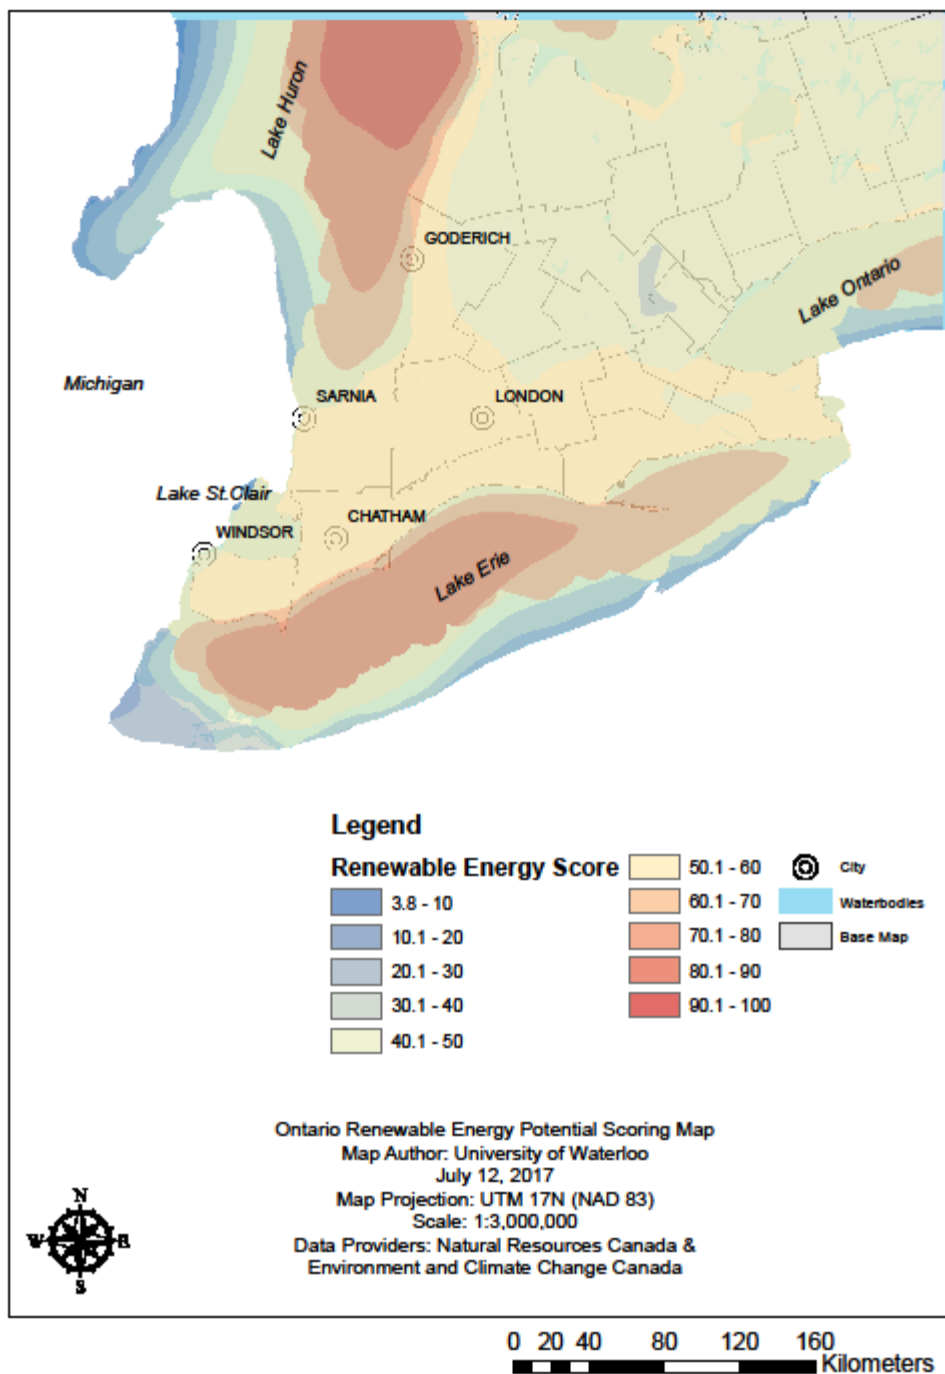 Lake Huron
GODERICH
Lake Ontario
Michigan
SARNIA
LONDON
Lake St.Clair
WINDSOR
CHATHAM
Lake Erie
Legend
Renewable Energy Score
3.8 - 10
10.1 - 20
20.1 - 30
30.1 - 40
40.1 - 50
50.1 - 60
60.1 - 70
70.1 - 80
80.1 - 90
90.1 - 100
City
Waterbodies
Base Map
Ontario Renewable Energy Potential Scoring Map
Map Author: University of Waterloo
July 12, 2017
Map Projection: UTM 17N (NAD 83)
Scale: 1:3,000,000
Data Providers: Natural Resources Canada &
Environment and Climate Change Canada
N
W E
S
0 20 40 80 120 160
Kilometers